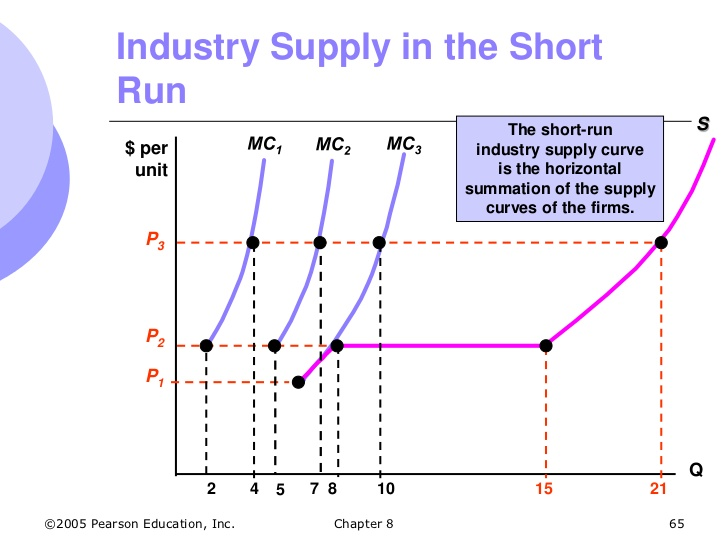 Industry Supply in the Short
Run
$ per
unit
MC1
MC2
MC3
The short-run
industry supply curve
is the horizontal
summation of the supply
curves of the firms.
S
P3
P2
P1
Q
2
4
5
7
8
10
15
21
©2005 Pearson Education, Inc.
Chapter 8
65